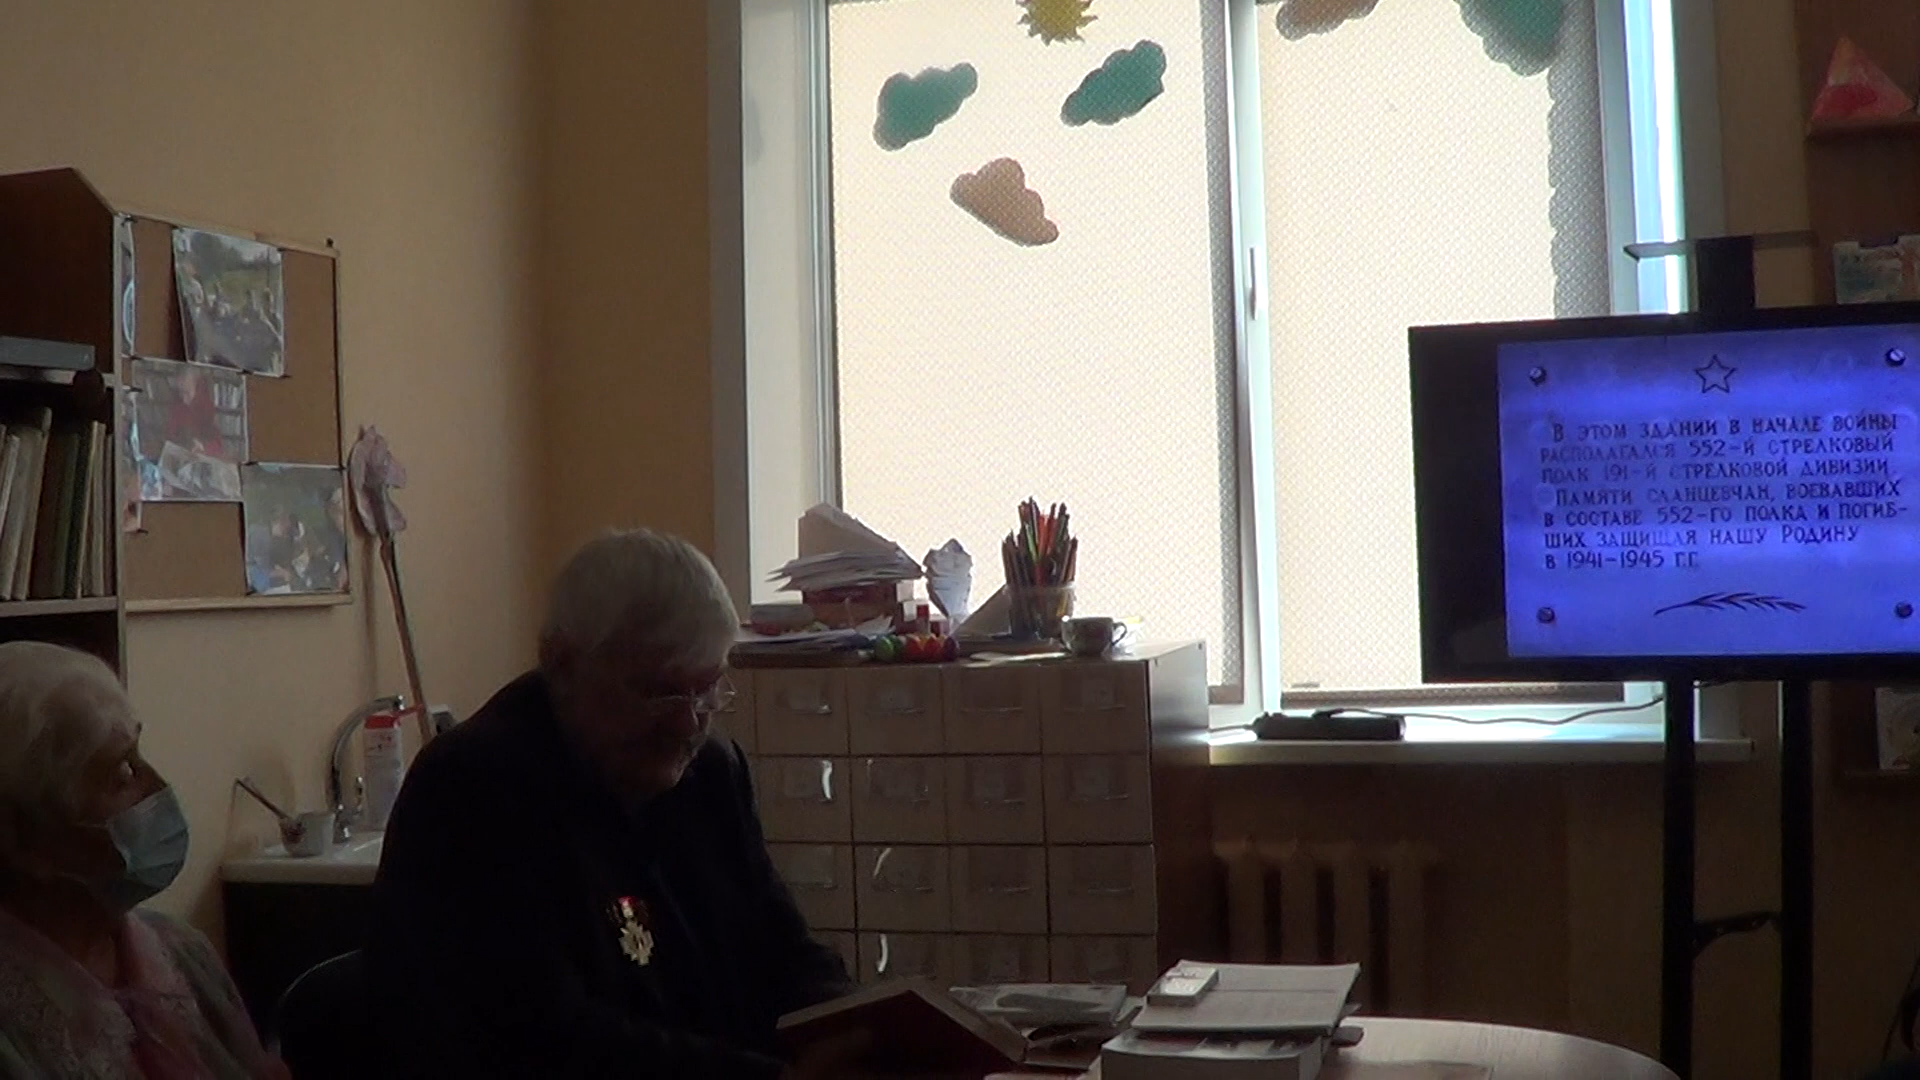 В ЭТОМ ЗДАНИИ В НАЧАЛЕ ВОЙНЫ
РАСПОЛАГАЛСЯ 552-Й СТРЕЛКОВЫЙ
ПОЛК 191-Й СТРЕЛКОВОЙ ДИВИЗИИ.
ПАМЯТИ СЛАНЦЕВЧАН, ВОЕВАВШИХ
В СОСТАВЕ 552-ГО ПОЛКА И ПОГИБ-
ШИХ ЗАЩИЩАЯ НАШУ РОДИНУ
В 1941-1945 Г.Г.